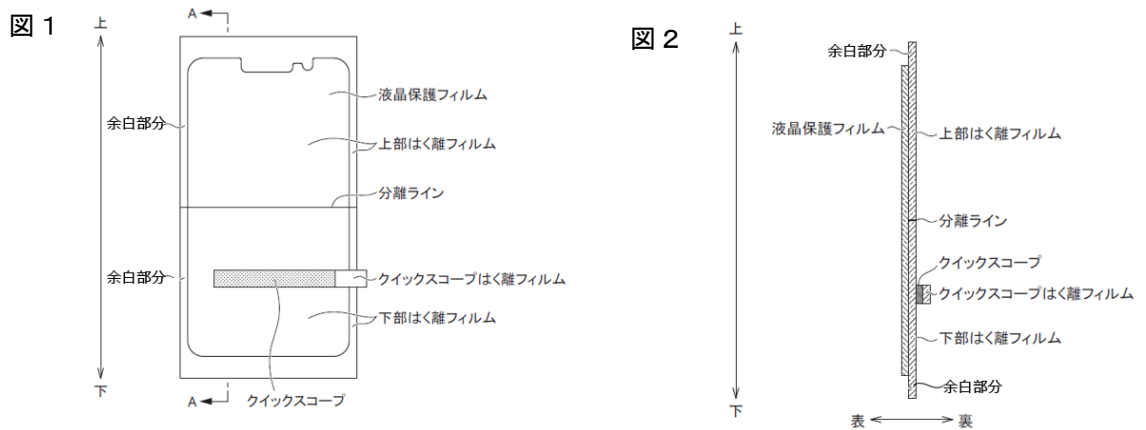 図1
A
上
液晶保護フィルム
余白部分
上部はく離フィルム
分離ライン
余白部分
クイックスコープはく離フィルム
下部はく離フィルム
下
A
クイックスコープ
図2
上
余白部分
液晶保護フィルム
上部はく離フィルム
分離ライン
クイックスコープ
クイックスコープはく離フィルム
下部はく離フィルム
余白部分
下
表
裏